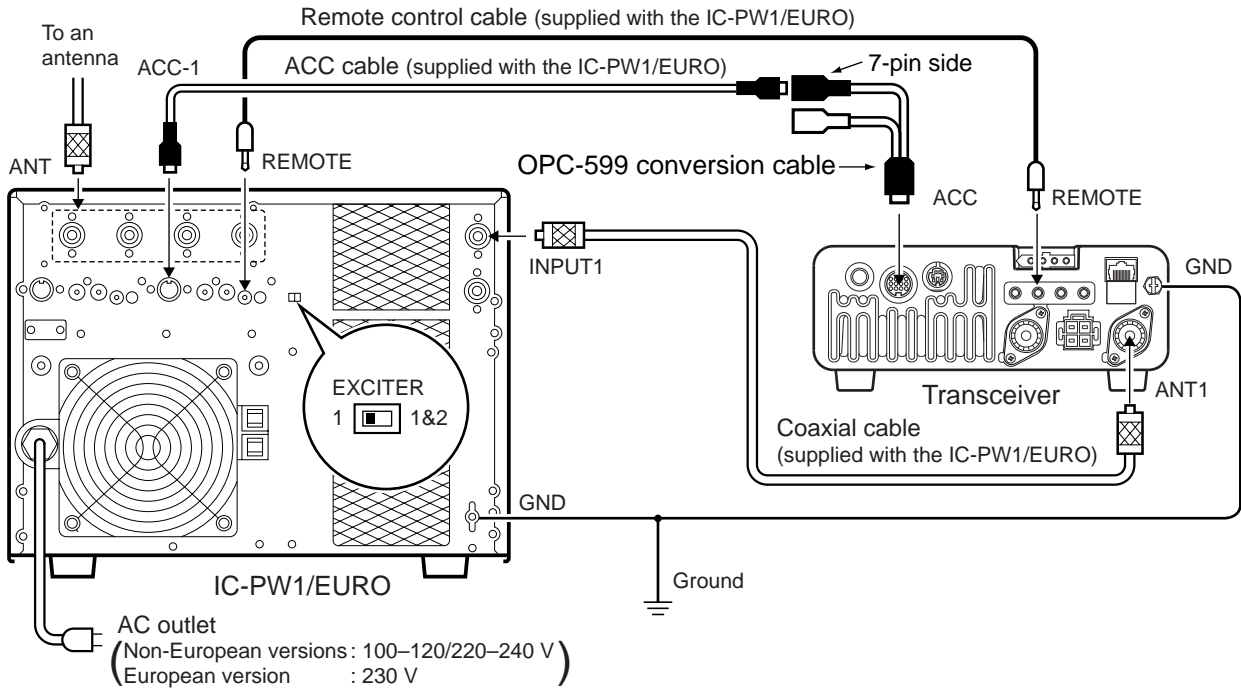 Remote control cable (supplied with the IC-PW1/EURO)
To an
antenna
ACC-1
ACC cable (supplied with the IC-PW1/EURO)
7-pin side
ANT
REMOTE
OPC-599 conversion cable
ACC
REMOTE
INPUT1
GND
EXCITER
1 1&2
Transceiver
ANT1
Coaxial cable
(supplied with the IC-PW1/EURO)
GND
IC-PW1/EURO
Ground
AC outlet
(Non-European versions : 100–120/220–240 V
European version : 230 V)